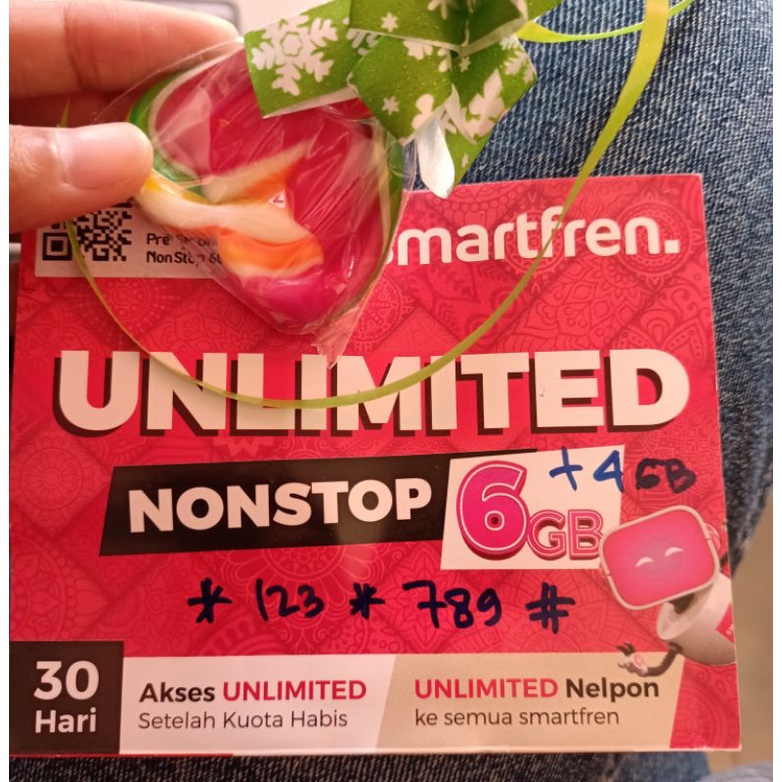 smartfren.
UNLIMITED
NONSTOP 6GB +4GB
* 123 * 789 #
30 Hari
Akses UNLIMITED
Setelah Kuota Habis
UNLIMITED Nelpon
ke semua smartfren